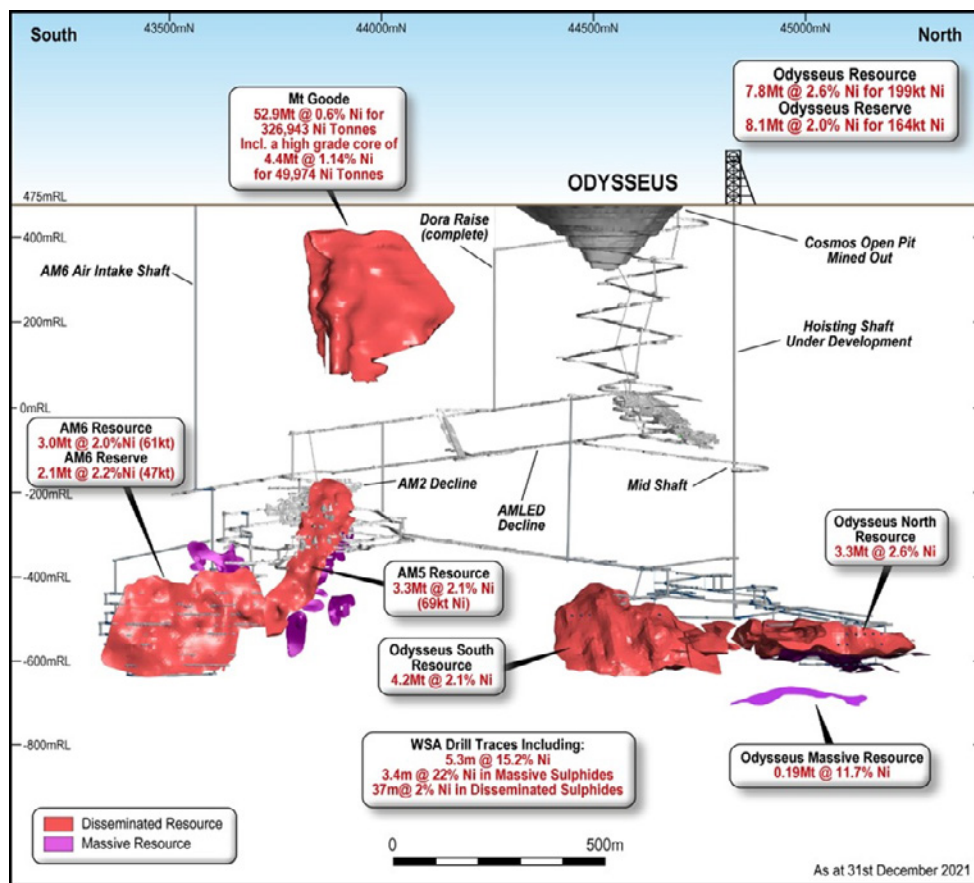 South
43500mN
44000mN
44500mN
45000mN
North
Mt Goode
52.9Mt @ 0.6% Ni for
326,943 Ni Tonnes
Incl. a high grade core of
4.4Mt @ 1.14% Ni
for 49,974 Ni Tonnes
Odysseus Resource
7.8Mt @ 2.6% Ni for 199kt Ni
Odysseus Reserve
8.1Mt @ 2.0% Ni for 164kt Ni
ODYSSEUS
475mRL
400mRL
200mRL
0mRL
-200mRL
-400mRL
-600mRL
-800mRL
AM6 Air Intake Shaft
Dora Raise
(complete)
Cosmos Open Pit
Mined Out
Hoisting Shaft
Under Development
AM6 Resource
3.0Mt @ 2.0%Ni (61kt)
AM6 Reserve
2.1Mt @ 2.2%Ni (47kt)
AM2 Decline
AMLED
Decline
Mid Shaft
Odysseus North
Resource
3.3Mt @ 2.6% Ni
AM5 Resource
3.3Mt @ 2.1% Ni
(69kt Ni)
Odysseus South
Resource
4.2Mt @ 2.1% Ni
WSA Drill Traces Including:
5.3m @ 15.2% Ni
3.4m @ 22% Ni in Massive Sulphides
37m@ 2% Ni in Disseminated Sulphides
Odysseus Massive Resource
0.19Mt @ 11.7% Ni
Disseminated Resource
Massive Resource
0
500m
As at 31st December 2021